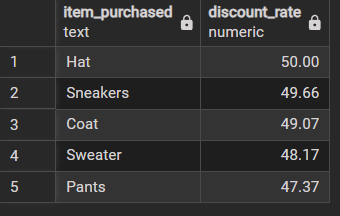 item_purchased discount_rate
text numeric
1 Hat 50.00
2 Sneakers 49.66
3 Coat 49.07
4 Sweater 48.17
5 Pants 47.37